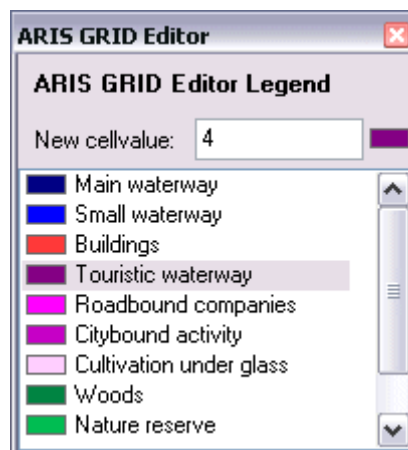 ARIS GRID Editor
ARIS GRID Editor Legend
New cellvalue: 4
Main waterway
Small waterway
Buildings
Touristic waterway
Roadbound companies
Citybound activity
Cultivation under glass
Woods
Nature reserve